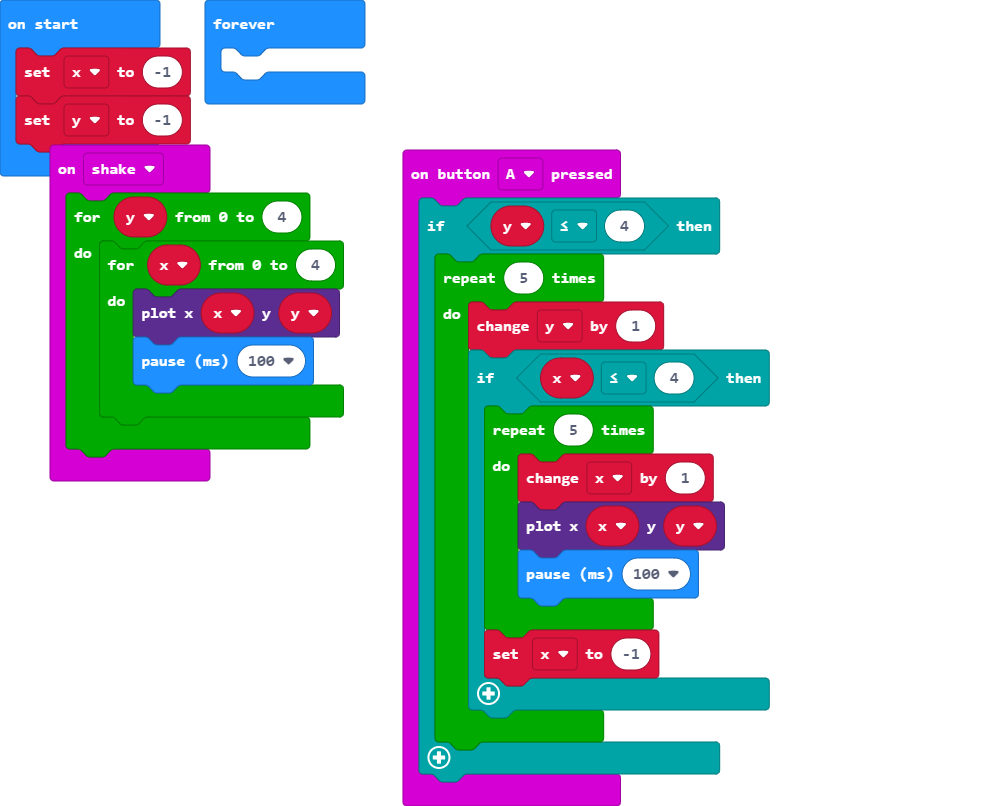 on start
set x to -1
set y to -1
forever
on shake
for y from 0 to 4
do
for x from 0 to 4
do
plot x x y y
pause (ms) 100
on button A pressed
if y ≤ 4 then
repeat 5 times
do
change y by 1
if x ≤ 4 then
repeat 5 times
do
change x by 1
plot x x y y
pause (ms) 100
set x to -1